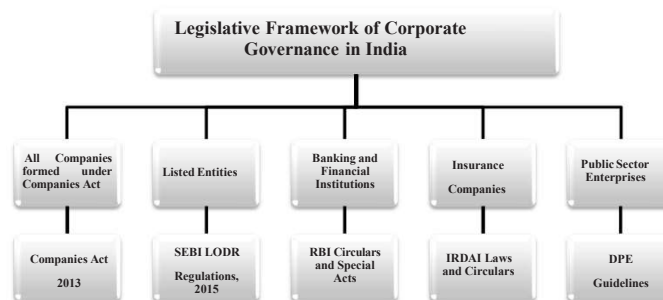 Legislative Framework of Corporate
Governance in India
All Companies
formed under
Companies Act
Listed Entities
Banking and
Financial
Institutions
Insurance
Companies
Public Sector
Enterprises
Companies Act
2013
SEBI LODR
Regulations,
2015
RBI Circulars
and Special
Acts
IRDAI Laws
and Circulars
DPE
Guidelines